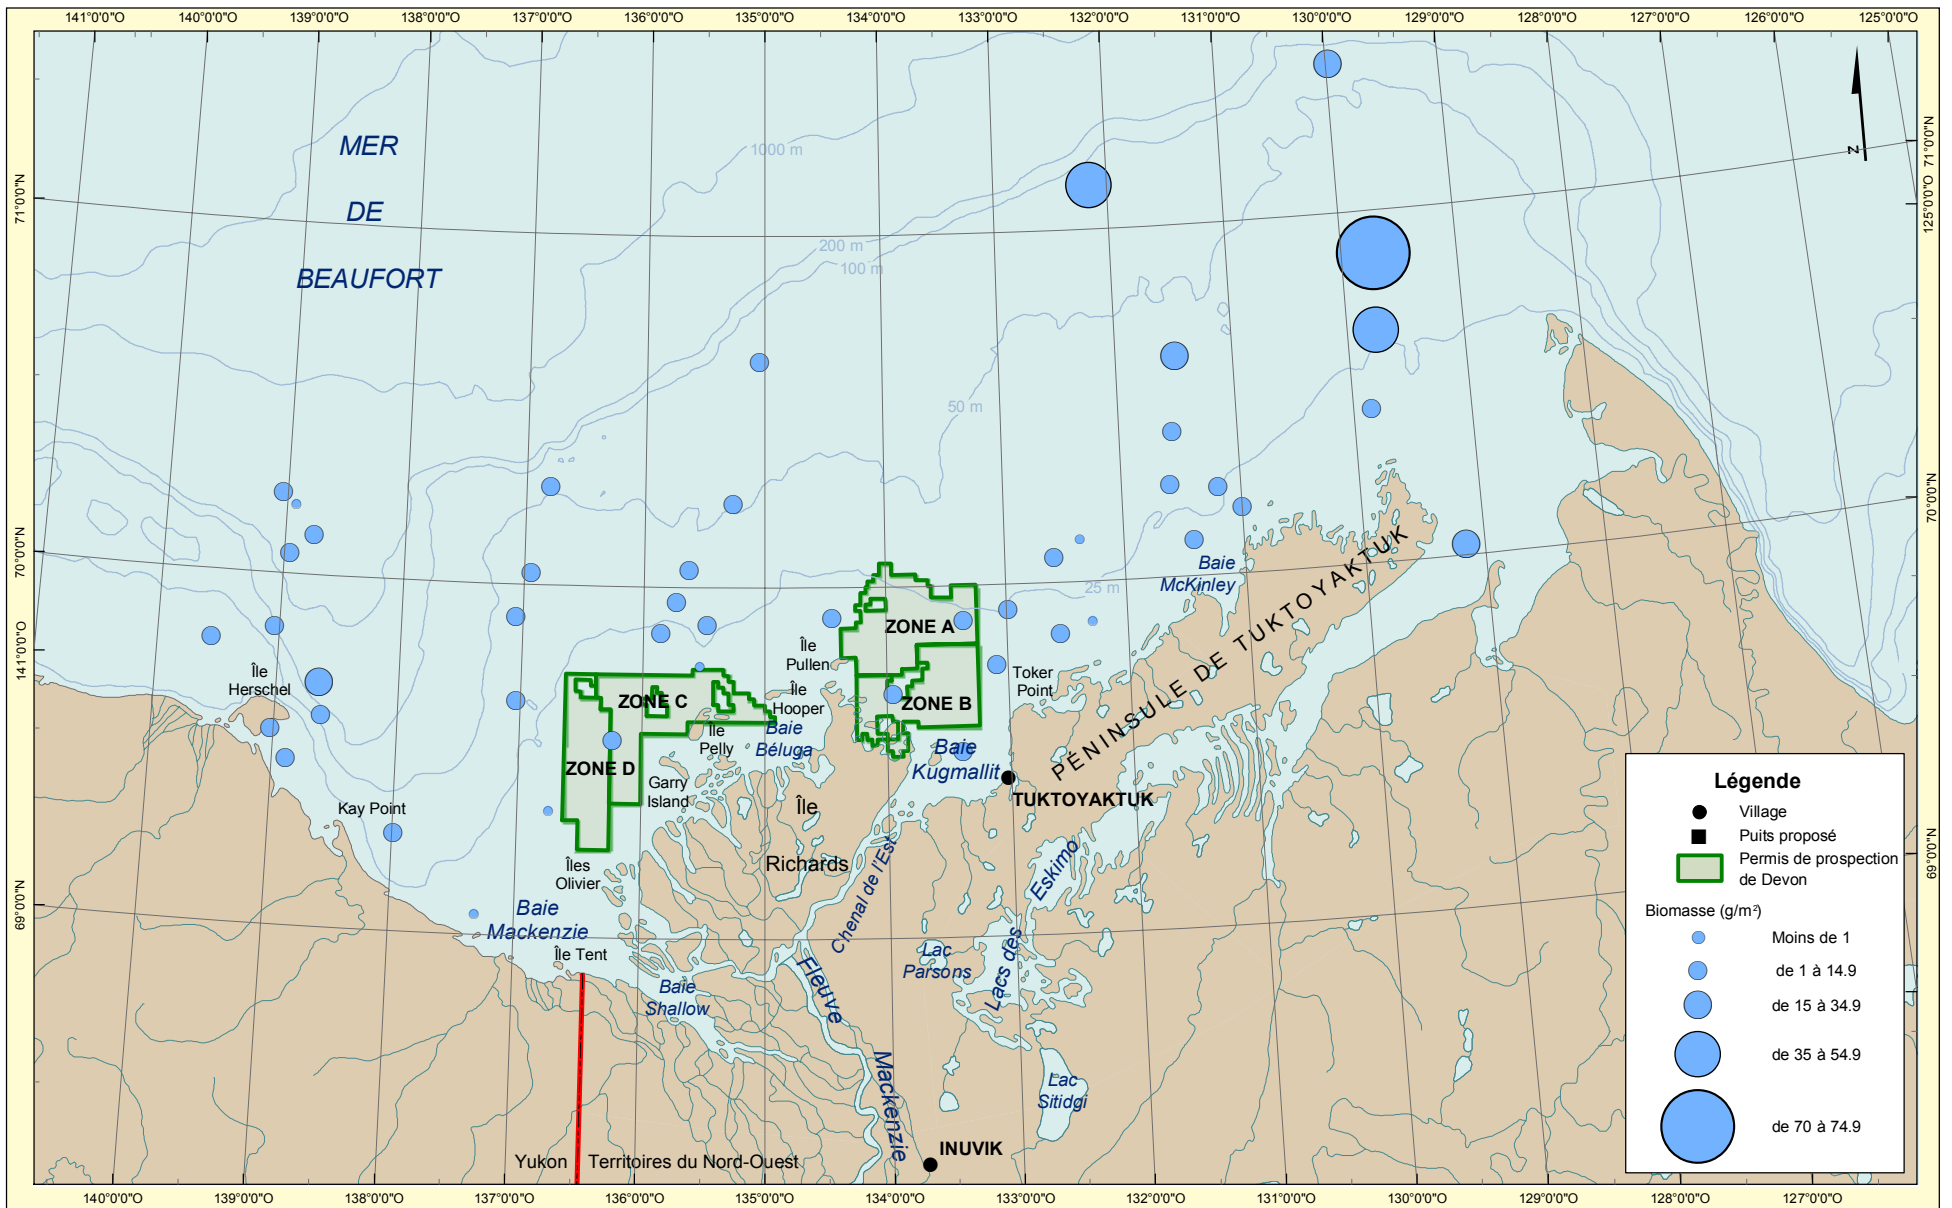 141°0'0"O 140°0'0"O 139°0'0"O 138°0'0"O 137°0'0"O 136°0'0"O 135°0'0"O 134°0'0"O 133°0'0"O 132°0'0"O 131°0'0"O 130°0'0"O 129°0'0"O 128°0'0"O 127°0'0"O 126°0'0"O 125°0'0"O
71°0'0"N
70°0'0"N
141°0'0"O
69°0'0"N
71°0'0"N
125°0'0"O
70°0'0"N
69°0'0"N
N
MER
DE
BEAUFORT
1000 m
200 m
100 m
50 m
25 m
Île
Herschel
Kay Point
Île
Pullen
Île
Hooper
Île
Pelly
Garry
Island
Baie
Béluga
ZONE A
ZONE B
ZONE C
ZONE D
Toker
Point
Baie
McKinley
PÉNINSULE DE TUKTOYAKTUK
Baie
Kugmallit
TUKTOYAKTUK
Île
Richards
Îles
Olivier
Baie
Mackenzie
Île Tent
Baie
Shallow
Chenal de l'Est
Fleuve
Mackenzie
Lac
Parsons
Lacs des
Eskimo
Lac
Sitidgi
INUVIK
Yukon
Territoires du Nord-Ouest
Légende
Village
Puits proposé
Permis de prospection
de Devon
Biomasse (g/m²)
Moins de 1
de 1 à 14.9
de 15 à 34.9
de 35 à 54.9
de 70 à 74.9
140°0'0"O 139°0'0"O 138°0'0"O 137°0'0"O 136°0'0"O 135°0'0"O 134°0'0"O 133°0'0"O 132°0'0"O 131°0'0"O 130°0'0"O 129°0'0"O 128°0'0"O 127°0'0"O